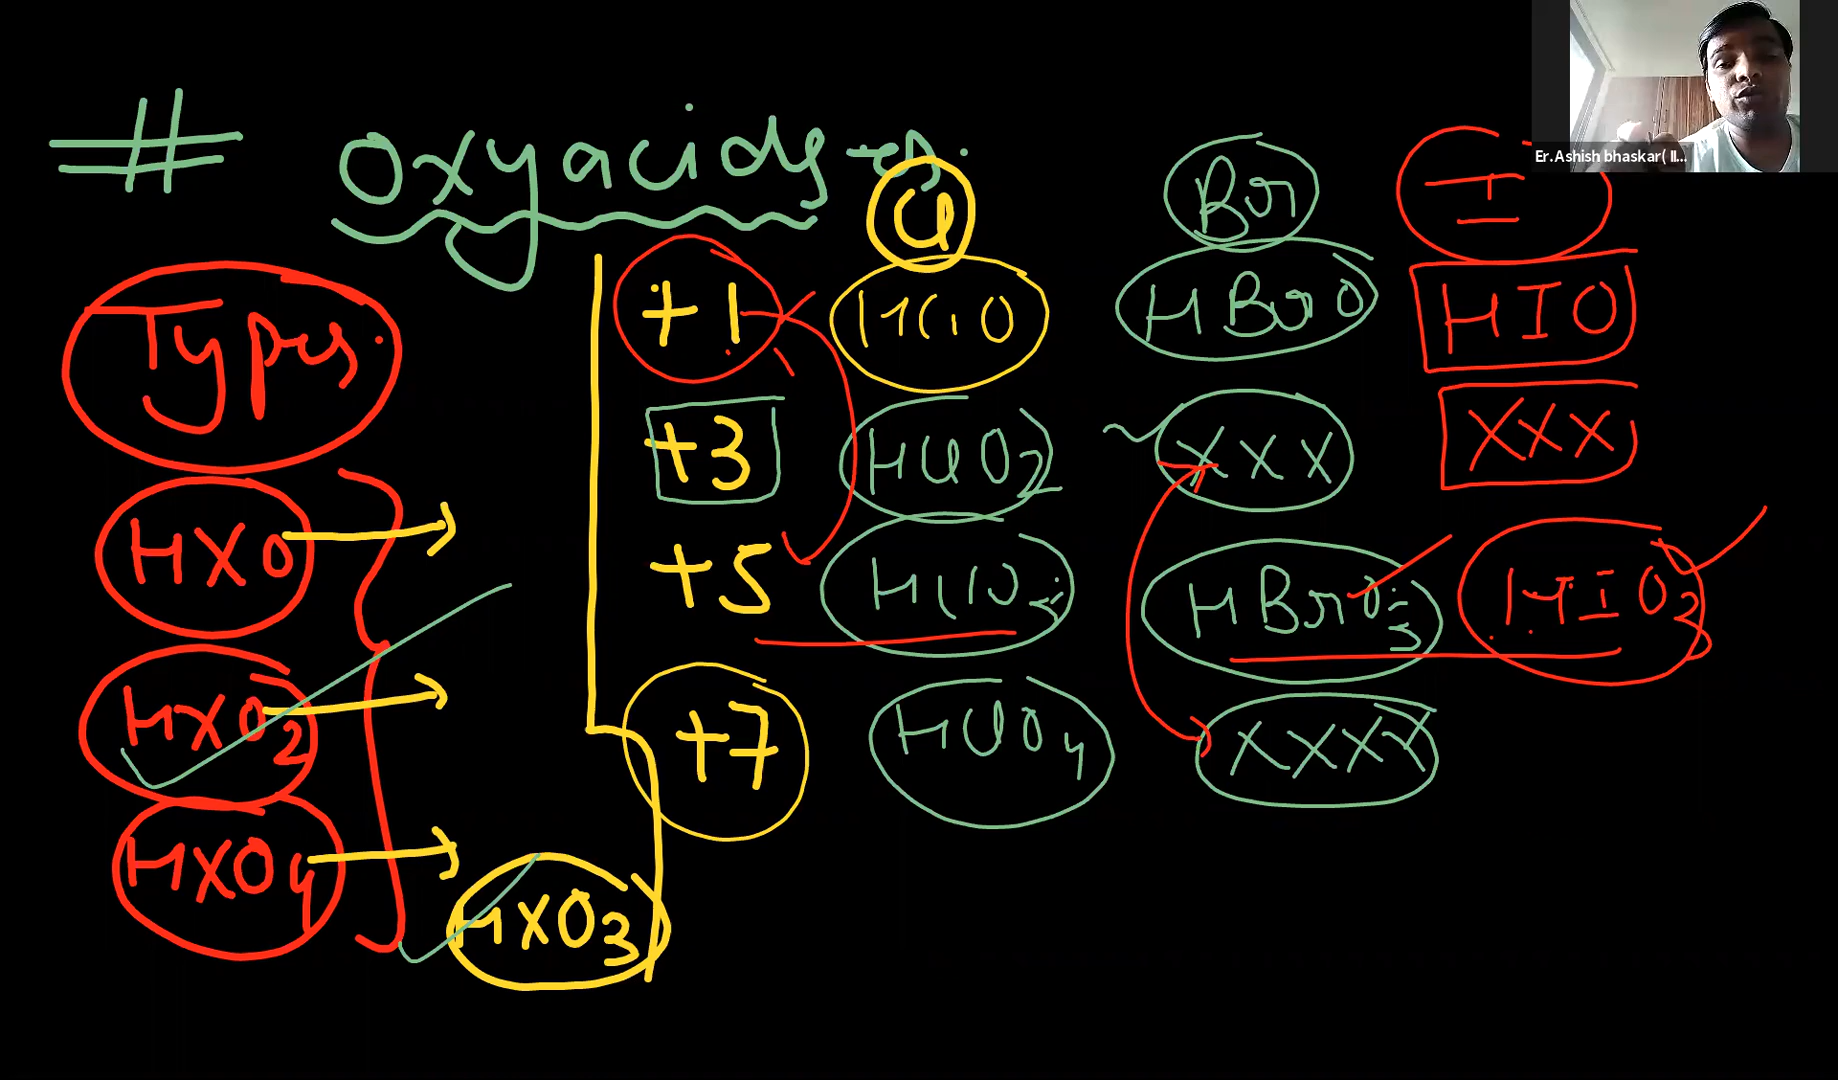 # Oxyacids
Cl Br I
Types.
+1 HClO HBrO HIO
+3 HClO2 XXX XXX
HXO
+5 HClO3 HBrO3 HIO3
HXO2
+7 HClO4 XXXX
HXO4
HXO3
Er.Ashish bhaskar( II...